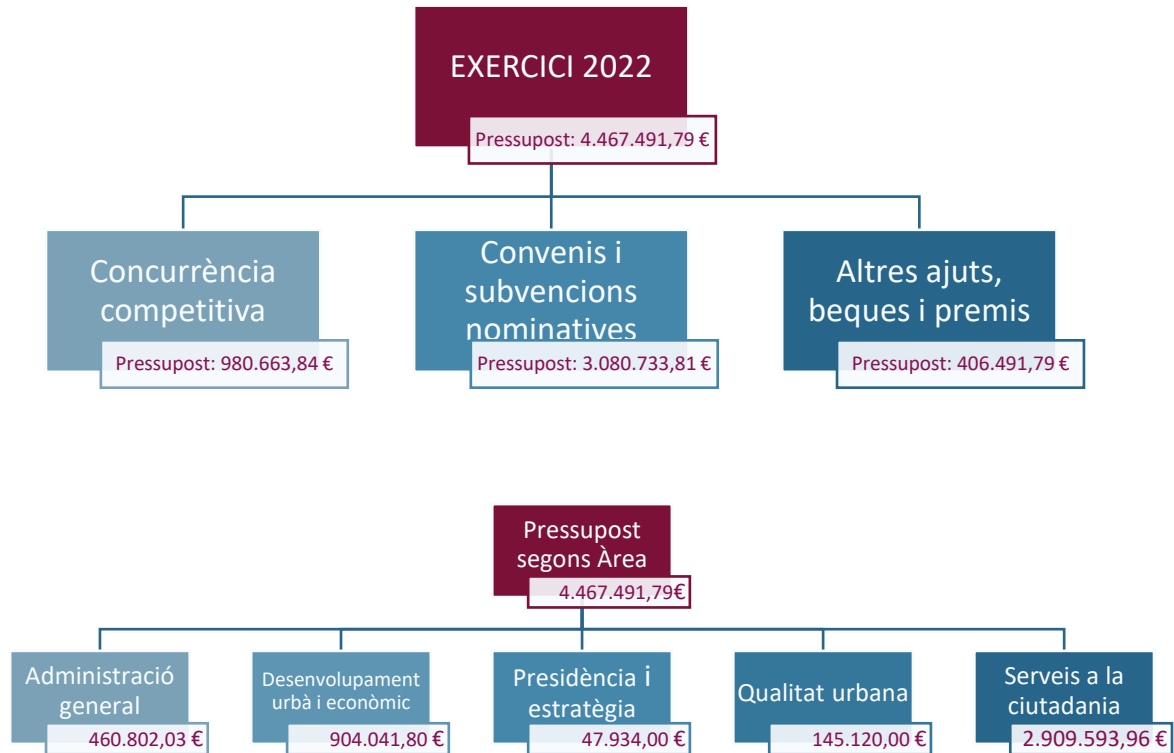 EXERCICI 2022
Pressupost: 4.467.491,79 €
Concurrència
competitiva
Pressupost: 980.663,84 €
Convenis i
subvencions
nominatives
Pressupost: 3.080.733,81 €
Altres ajuts,
beques i premis
Pressupost: 406.491,79 €
Pressupost
segons Àrea
4.467.491,79€
Administració
general
460.802,03 €
Desenvolupament
urbà i econòmic
904.041,80 €
Presidència i
estratègia
47.934,00 €
Qualitat urbana
145.120,00 €
Serveis a la
ciutadania
2.909.593,96 €